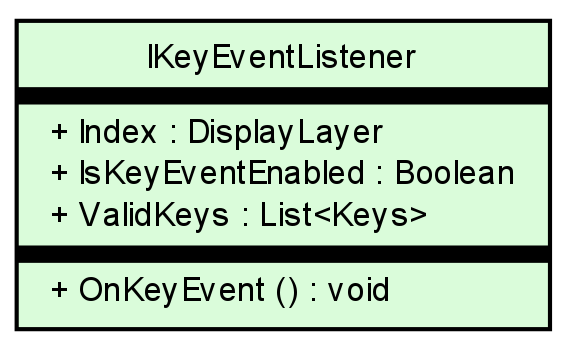 IKeyEventListener
+ Index : DisplayLayer
+ IsKeyEventEnabled : Boolean
+ ValidKeys : List<Keys>
+ OnKeyEvent () : void